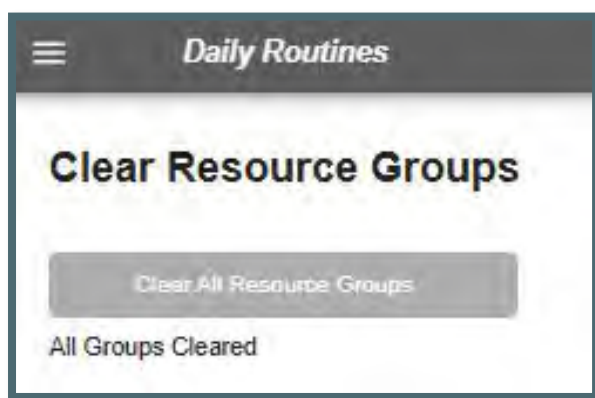 Daily Routines
Clear Resource Groups
Clear All Resource Groups
All Groups Cleared